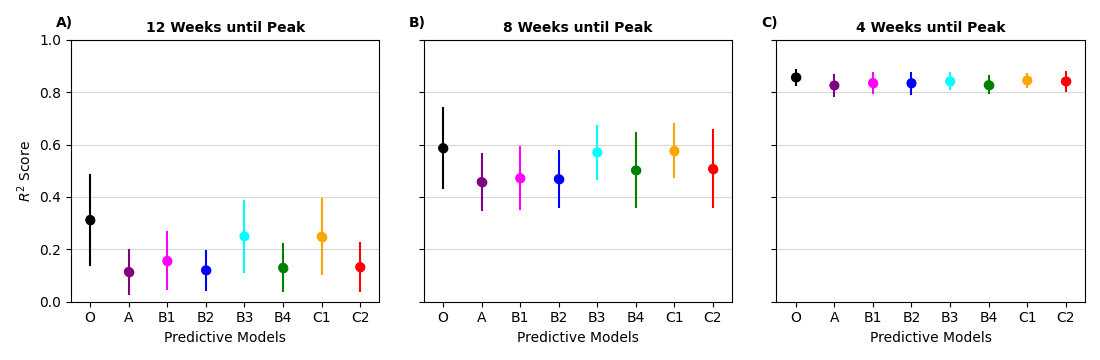 A) 12 Weeks until Peak
B) 8 Weeks until Peak
C) 4 Weeks until Peak
1.0
0.8
0.6
0.4
0.2
0.0
R² Score
O A B1 B2 B3 B4 C1 C2
O A B1 B2 B3 B4 C1 C2
O A B1 B2 B3 B4 C1 C2
Predictive Models
Predictive Models
Predictive Models